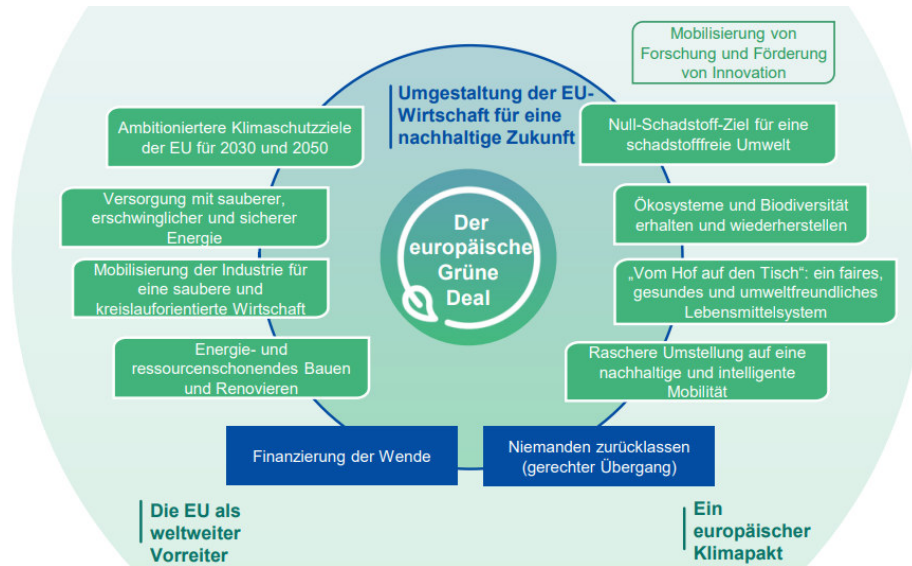 Mobilisierung von
Forschung und Förderung
von Innovation
Umgestaltung der EU-
Wirtschaft für eine
nachhaltige Zukunft
Ambitioniertere Klimaschutzziele
der EU für 2030 und 2050
Null-Schadstoff-Ziel für eine
schadstofffreie Umwelt
Versorgung mit sauberer,
erschwinglicher und sicherer
Energie
Ökosysteme und Biodiversität
erhalten und wiederherstellen
Der
europäische
Grüne
Deal
Mobilisierung der Industrie für
eine saubere und
kreislauforientierte Wirtschaft
„Vom Hof auf den Tisch“: ein faires,
gesundes und umweltfreundliches
Lebensmittelsystem
Energie- und
ressourcenschonendes Bauen
und Renovieren
Raschere Umstellung auf eine
nachhaltige und intelligente
Mobilität
Finanzierung der Wende
Niemanden zurücklassen
(gerechter Übergang)
Die EU als
weltweiter
Vorreiter
Ein
europäischer
Klimapakt